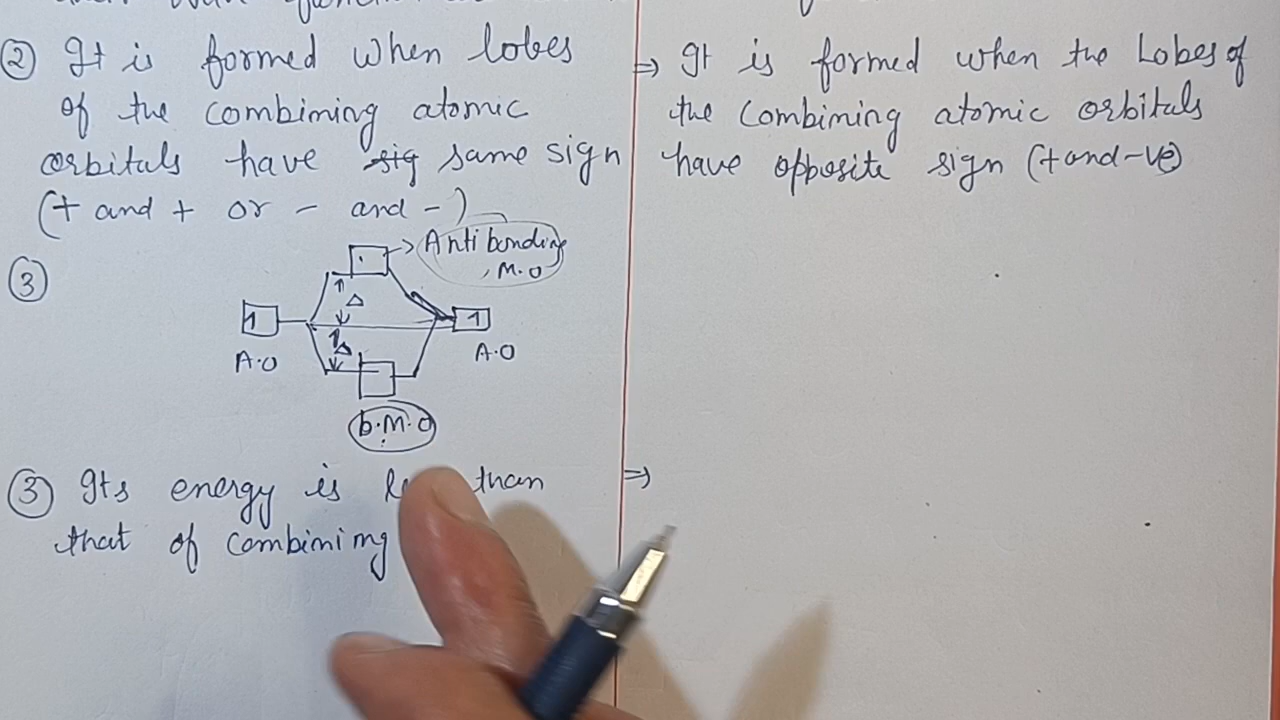 ② It is formed when lobes
of the combining atomic
orbitals have sig same sign
(+ and + or - and -)
⇒ It is formed when the Lobes of
the Combining atomic orbitals
have opposite sign (+ and -ve)
③
Antibonding
M.O
1
Δ
1
A.O
Δ
A.O
b.M.O
③ Its energy is than
that of combining
⇒